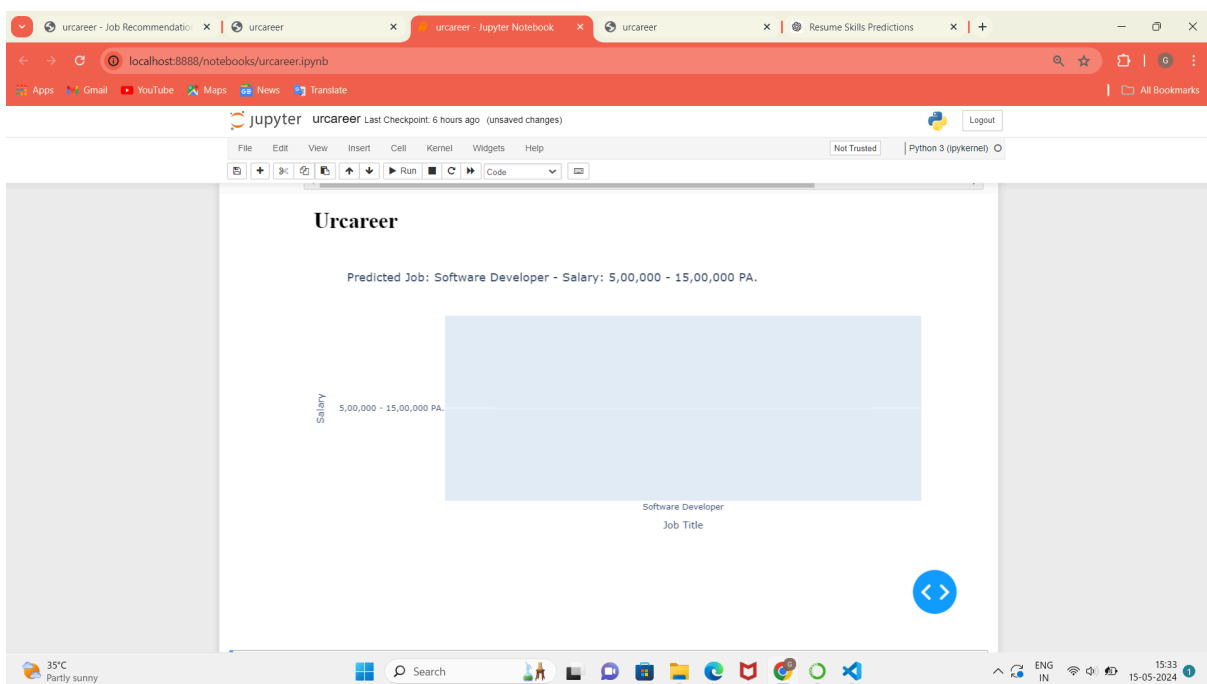 urcareer - Job Recommendatio
urcareer
urcareer - Jupyter Notebook
urcareer
Resume Skills Predictions
localhost:8888/notebooks/urcareer.ipynb
G
Apps Gmail YouTube Maps News Translate All Bookmarks
jupyter urcareer Last Checkpoint: 6 hours ago (unsaved changes) Logout
File Edit View Insert Cell Kernel Widgets Help Not Trusted Python 3 (ipykernel)
Run Code
Urcareer
Predicted Job: Software Developer - Salary: 5,00,000 - 15,00,000 PA.
Salary
5,00,000 - 15,00,000 PA.
Software Developer
Job Title
35°C
Partly sunny
Search
ENG
IN
15:33
15-05-2024
1